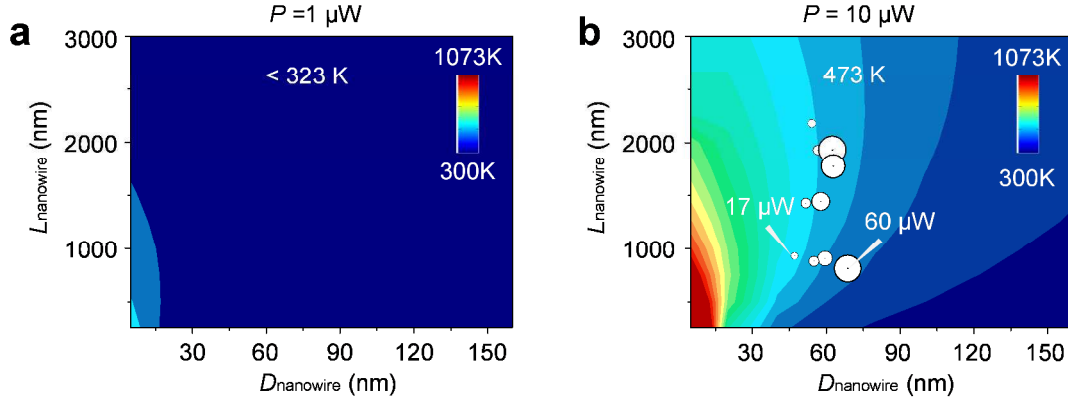 a
P =1 µW
3000
2000
1000
Lnanowire (nm)
< 323 K
1073K
300K
30 60 90 120 150
Dnanowire (nm)
b
P = 10 µW
3000
2000
1000
Lnanowire (nm)
473 K
1073K
300K
17 µW
60 µW
30 60 90 120 150
Dnanowire (nm)